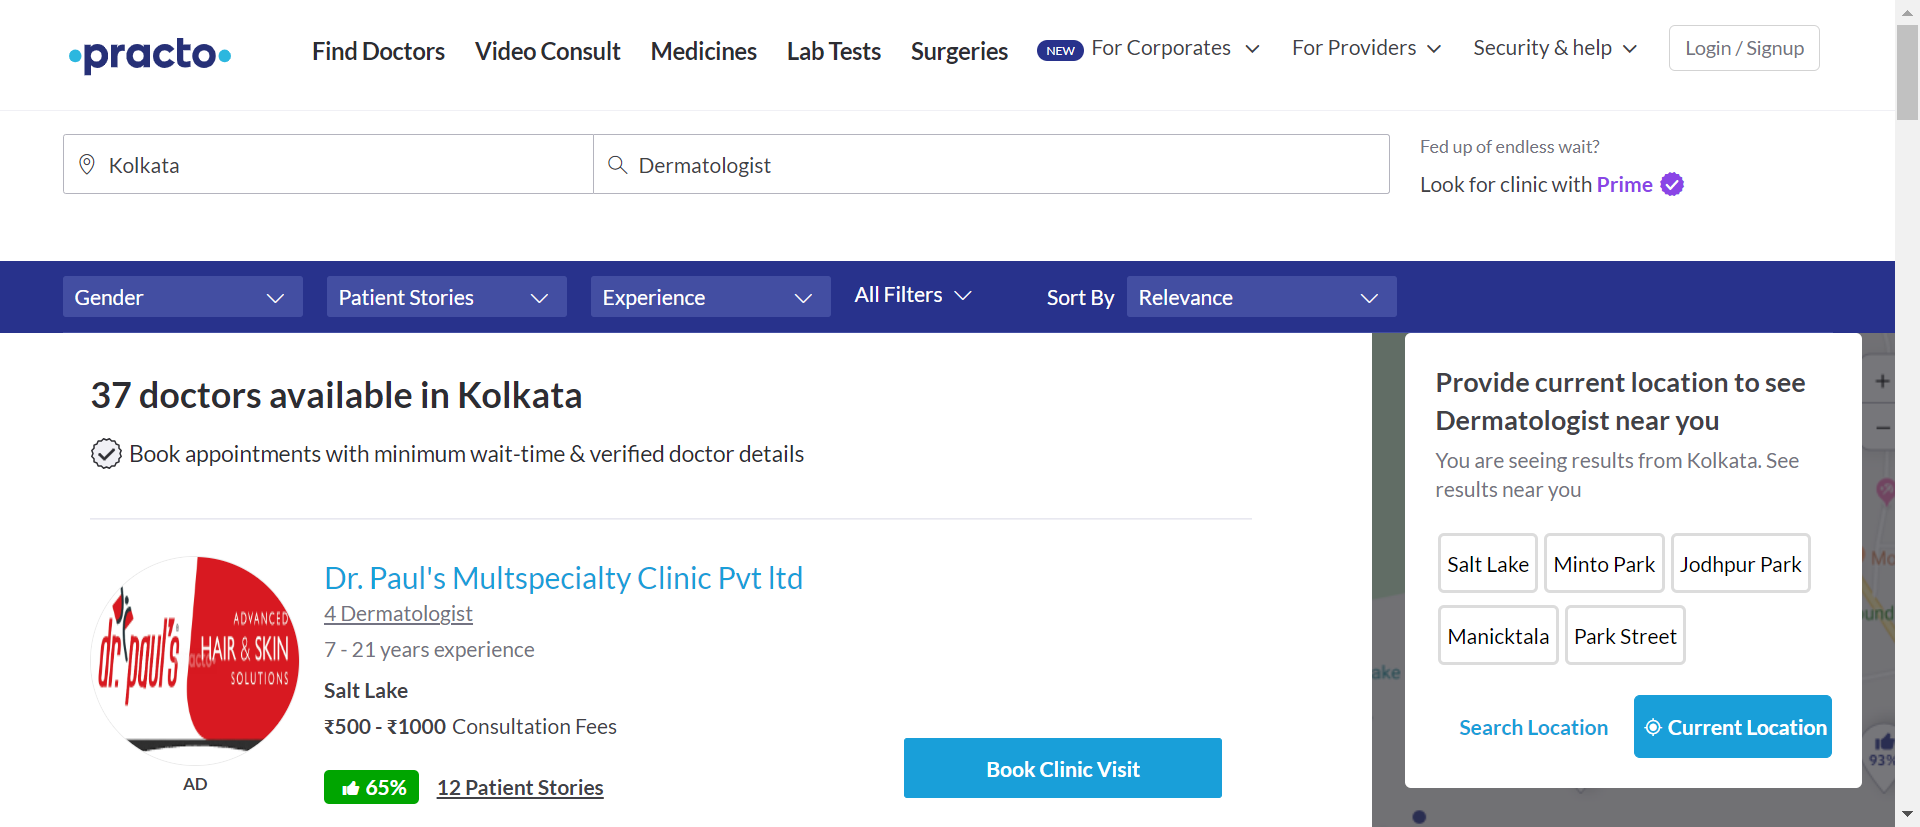 practo
Find Doctors
Video Consult
Medicines
Lab Tests
Surgeries
NEW
For Corporates
For Providers
Security & help
Login / Signup
Kolkata
Dermatologist
Fed up of endless wait?
Look for clinic with Prime
Gender
Patient Stories
Experience
All Filters
Sort By
Relevance
37 doctors available in Kolkata
Book appointments with minimum wait-time & verified doctor details
dr. paul's
ADVANCED
HAIR & SKIN
SOLUTIONS
AD
Dr. Paul's Multspecialty Clinic Pvt ltd
4 Dermatologist
7 - 21 years experience
Salt Lake
₹500 - ₹1000 Consultation Fees
65%
12 Patient Stories
Book Clinic Visit
Provide current location to see
Dermatologist near you
You are seeing results from Kolkata. See
results near you
Salt Lake
Minto Park
Jodhpur Park
Manicktala
Park Street
Search Location
Current Location
+
−
93%